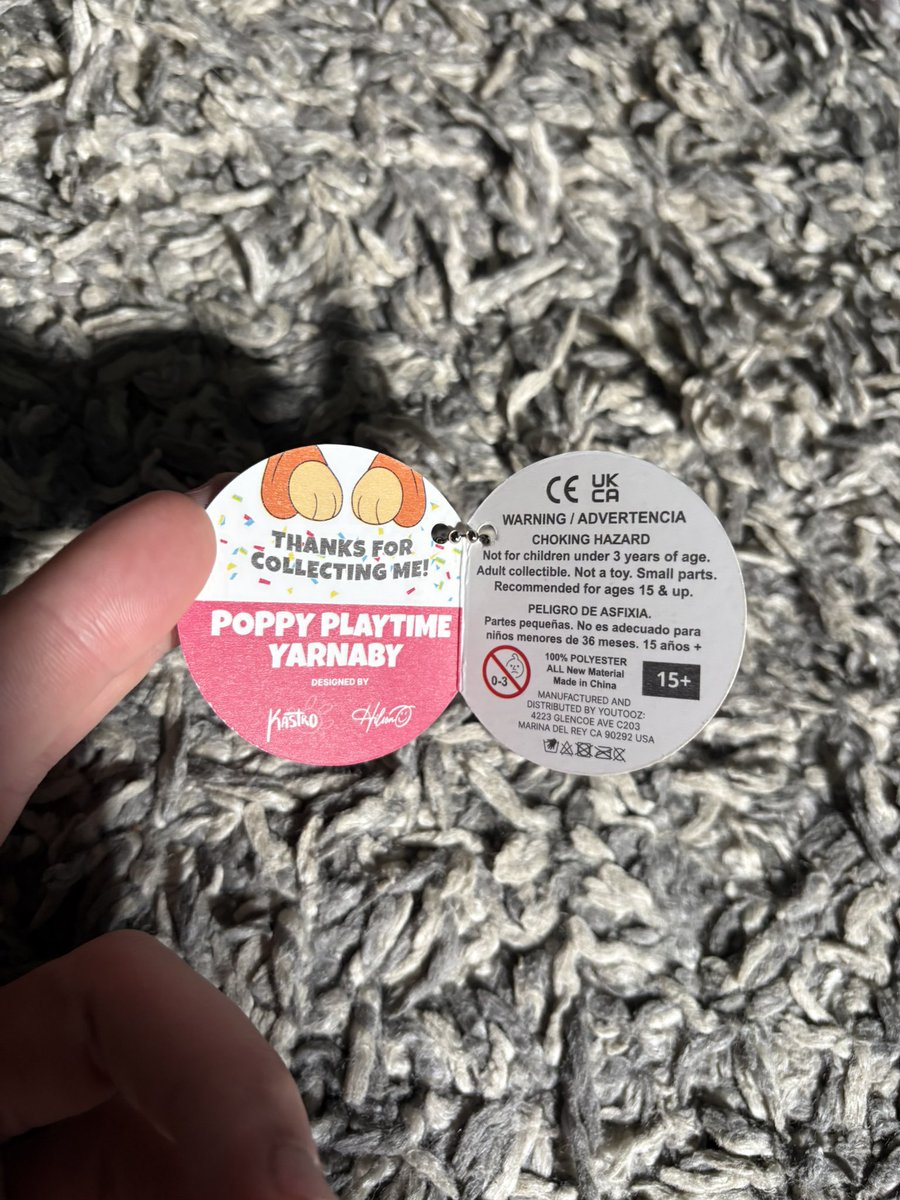 THANKS FOR
COLLECTING ME!
POPPY PLAYTIME
YARNABY
DESIGNED BY
KASTRO
CE UK
CA
WARNING / ADVERTENCIA
CHOKING HAZARD
Not for children under 3 years of age.
Adult collectible. Not a toy. Small parts.
Recommended for ages 15 & up.
PELIGRO DE ASFIXIA.
Partes pequeñas. No es adecuado para
niños menores de 36 meses. 15 años +
0-3
100% POLYESTER
ALL New Material
Made in China
15+
MANUFACTURED AND
DISTRIBUTED BY YOUTOOZ:
4223 GLENCOE AVE C203
MARINA DEL REY CA 90292 USA